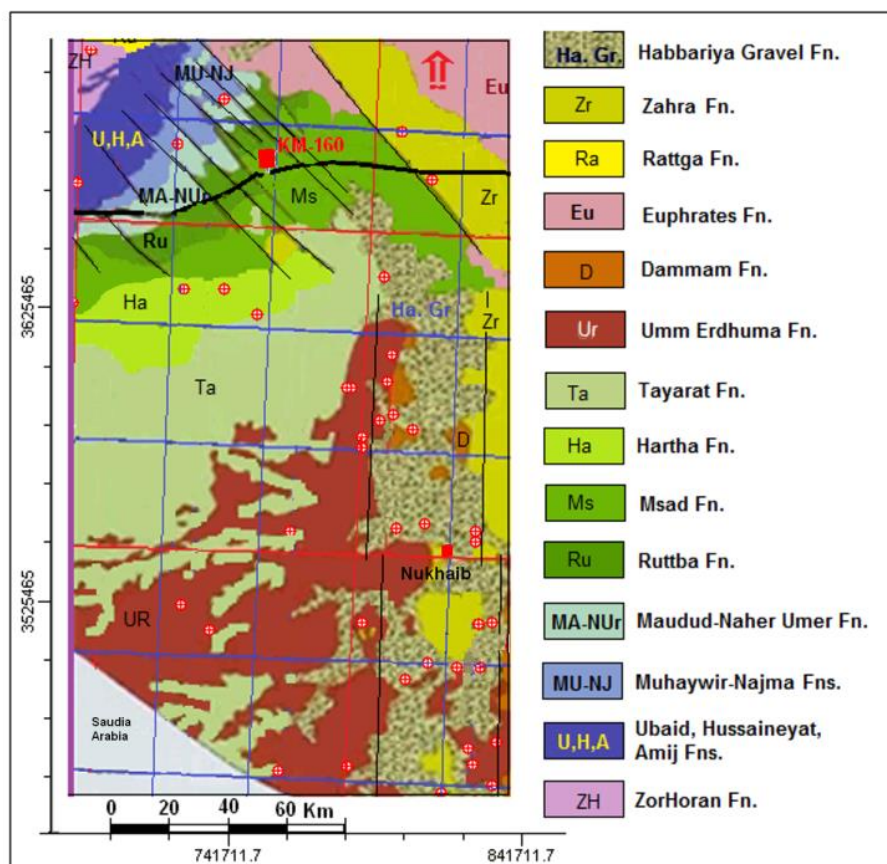 Ra
ZH
MU-NJ
Eu
U,H,A
KM-160
MA-NUr
Ms
Zr
Ru
Ha
Ha. Gr
Zr
Ta
D
Nukhaib
UR
Saudia
Arabia
3625465
3525465
0 20 40 60 Km
741711.7 841711.7
Ha. Gr. Habbariya Gravel Fn.
Zr Zahra Fn.
Ra Rattga Fn.
Eu Euphrates Fn.
D Dammam Fn.
Ur Umm Erdhuma Fn.
Ta Tayarat Fn.
Ha Hartha Fn.
Ms Msad Fn.
Ru Ruttba Fn.
MA-NUr Maudud-Naher Umer Fn.
MU-NJ Muhaywir-Najma Fns.
U,H,A Ubaid, Hussaineyat,
Amij Fns.
ZH ZorHoran Fn.